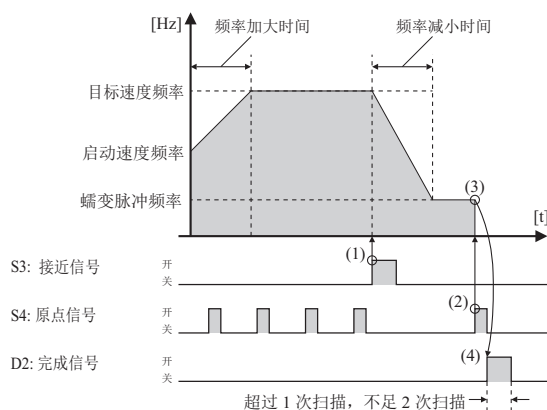 [Hz]
频率加大时间
频率减小时间
目标速度频率
启动速度频率
蠕变脉冲频率
(3)
[t]
(1)
S3: 接近信号
开
关
(2)
S4: 原点信号
开
关
(4)
D2: 完成信号
开
关
超过 1 次扫描，不足 2 次扫描